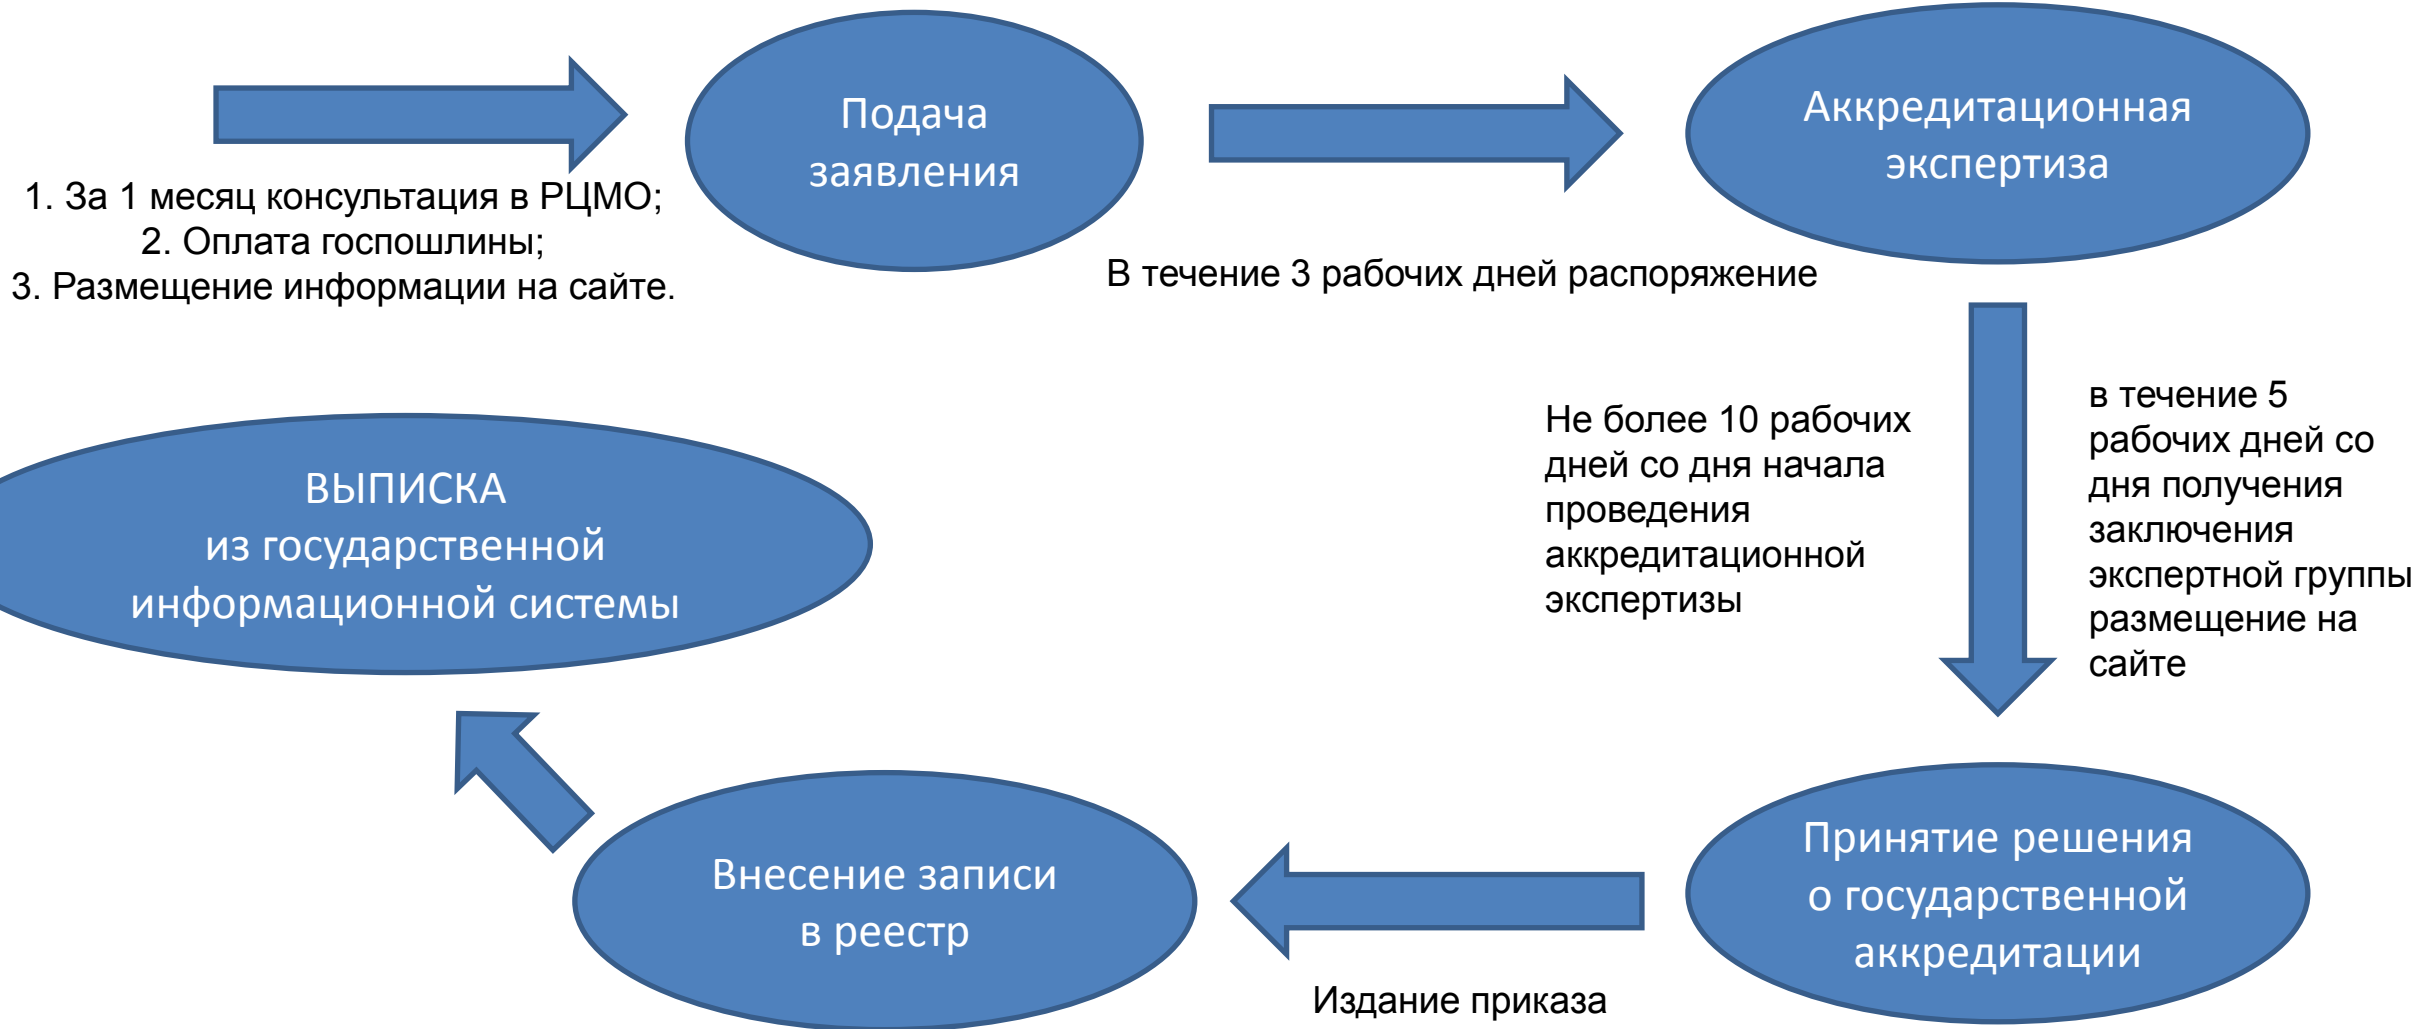 1. За 1 месяц консультация в РЦМО;
2. Оплата госпошлины;
3. Размещение информации на сайте.
Подача
заявления
В течение 3 рабочих дней распоряжение
Аккредитационная
экспертиза
Не более 10 рабочих
дней со дня начала
проведения
аккредитационной
экспертизы
в течение 5
рабочих дней со
дня получения
заключения
экспертной группы
размещение на
сайте
Принятие решения
о государственной
аккредитации
Издание приказа
Внесение записи
в реестр
ВЫПИСКА
из государственной
информационной системы